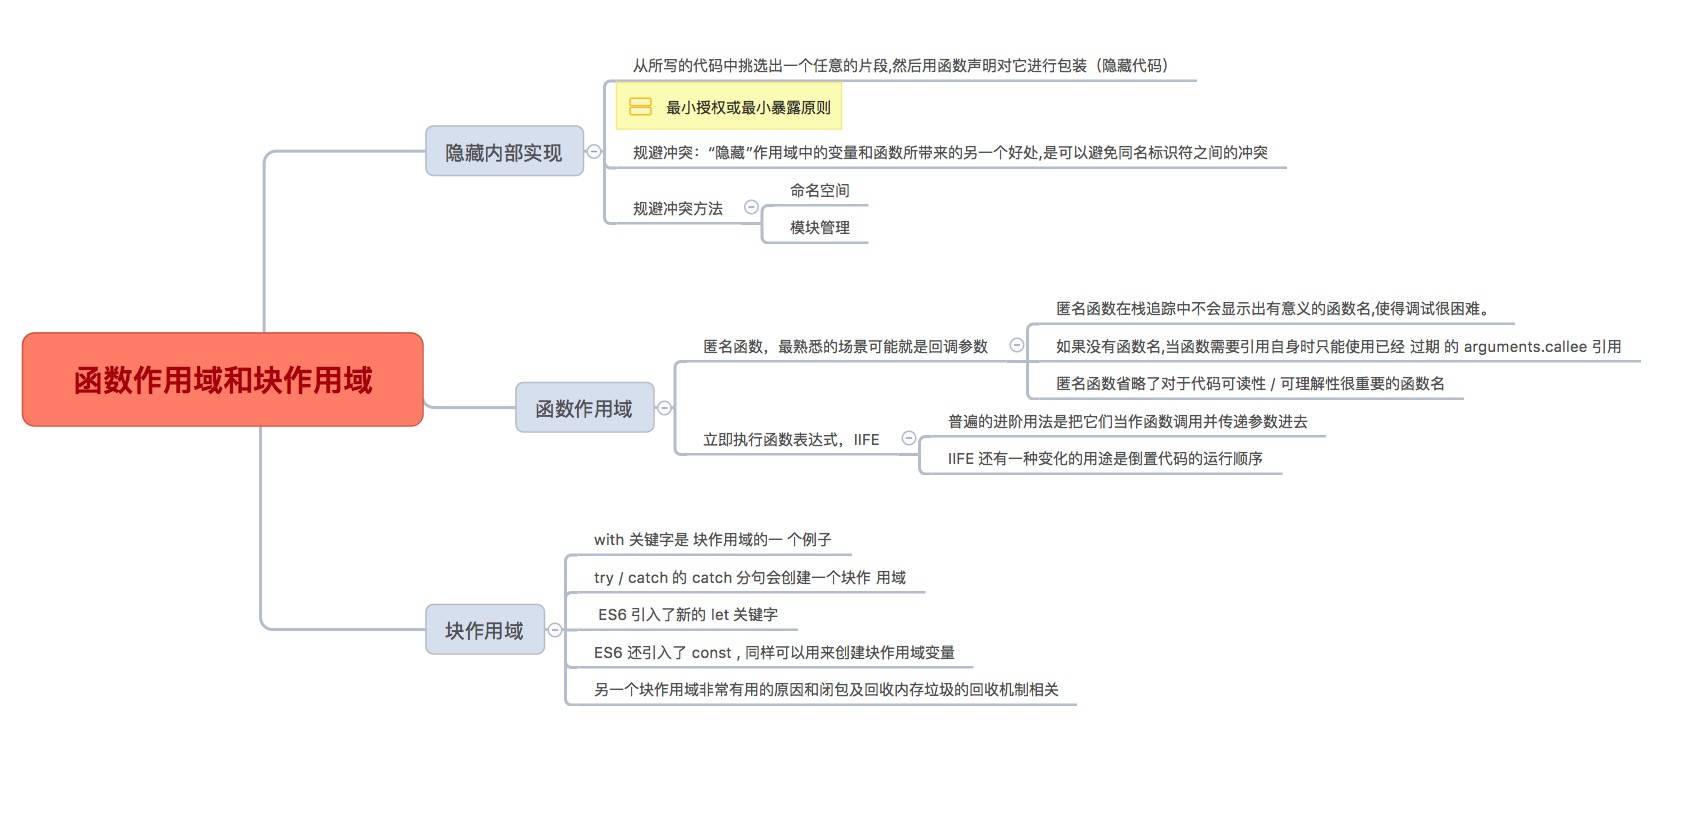 从所写的代码中挑选出一个任意的片段,然后用函数声明对它进行包装（隐藏代码）
最小授权或最小暴露原则
隐藏内部实现
规避冲突：“隐藏”作用域中的变量和函数所带来的另一个好处,是可以避免同名标识符之间的冲突
命名空间
规避冲突方法
模块管理
函数作用域和块作用域
匿名函数在栈追踪中不会显示出有意义的函数名,使得调试很困难。
匿名函数，最熟悉的场景可能就是回调参数
如果没有函数名,当函数需要引用自身时只能使用已经 过期 的 arguments.callee 引用
匿名函数省略了对于代码可读性 / 可理解性很重要的函数名
函数作用域
普遍的进阶用法是把它们当作函数调用并传递参数进去
立即执行函数表达式，IIFE
IIFE 还有一种变化的用途是倒置代码的运行顺序
with 关键字是 块作用域的一 个例子
try / catch 的 catch 分句会创建一个块作 用域
ES6 引入了新的 let 关键字
块作用域
ES6 还引入了 const , 同样可以用来创建块作用域变量
另一个块作用域非常有用的原因和闭包及回收内存垃圾的回收机制相关